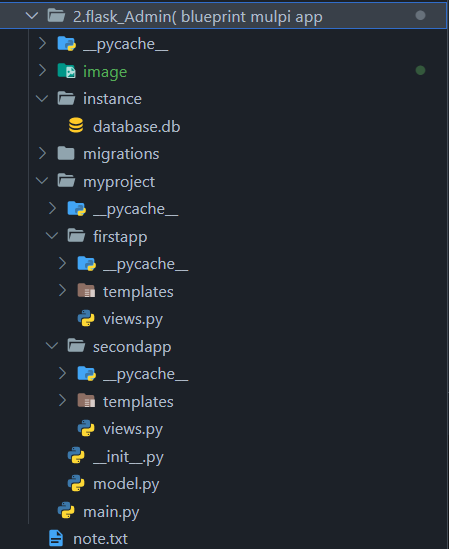 2.flask_Admin( blueprint mulpi app
__pycache__
image
instance
database.db
migrations
myproject
__pycache__
firstapp
__pycache__
templates
views.py
secondapp
__pycache__
templates
views.py
__init__.py
model.py
main.py
note.txt